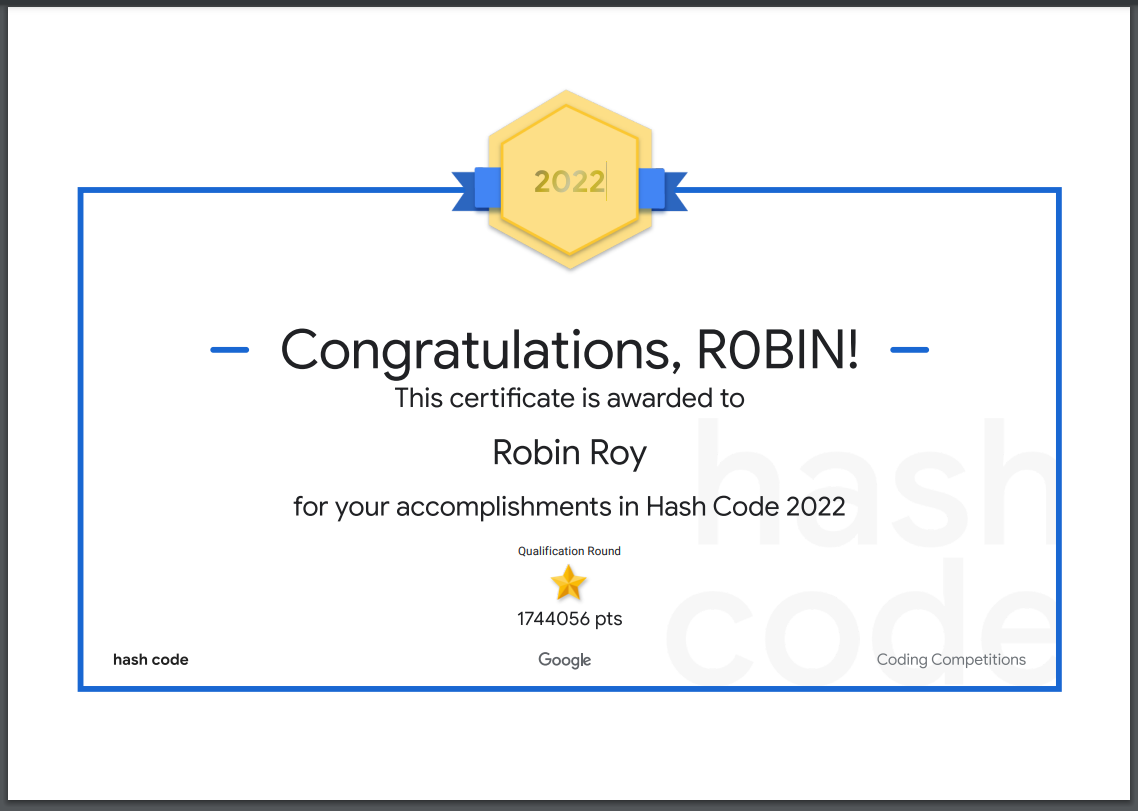 2022
Congratulations, R0BIN!
This certificate is awarded to
Robin Roy
for your accomplishments in Hash Code 2022
Qualification Round
1744056 pts
hash code
Google
Coding Competitions
hash
code